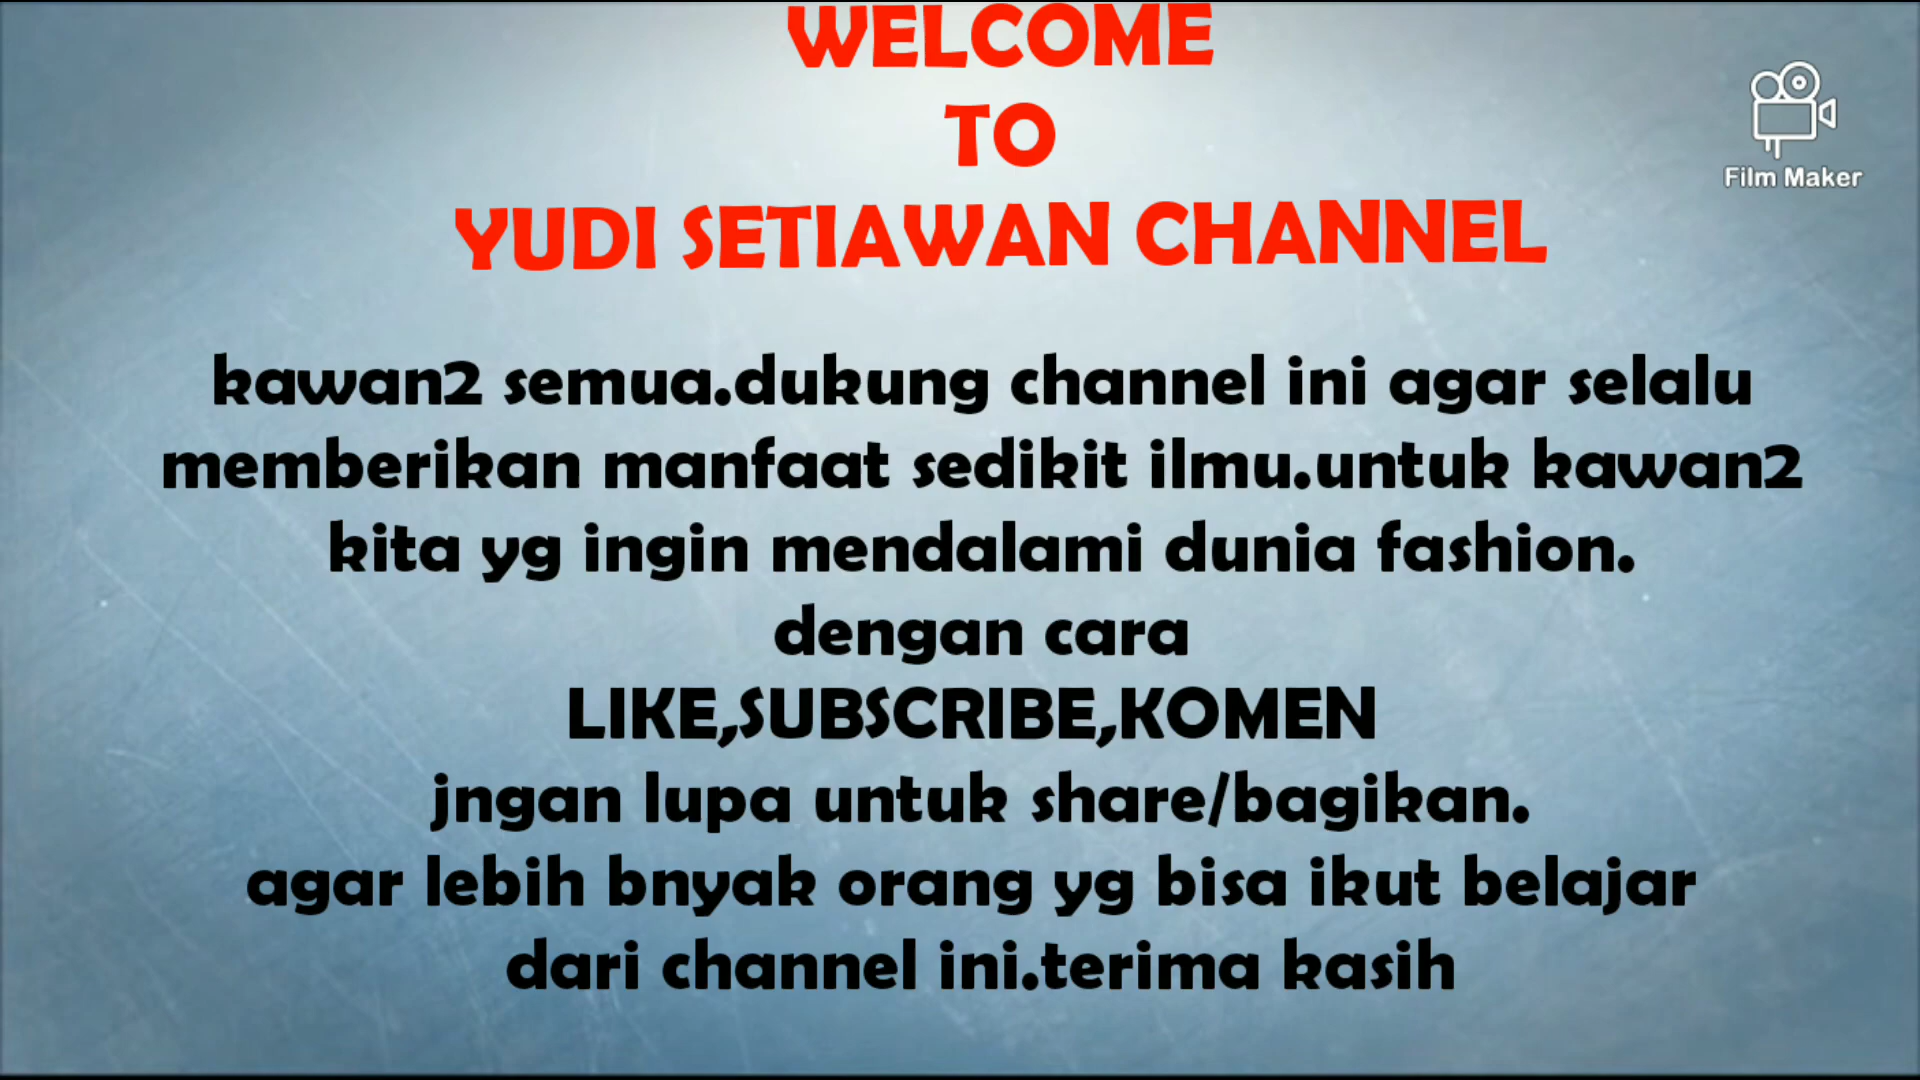 WELCOME
TO
YUDI SETIAWAN CHANNEL
Film Maker
kawan2 semua.dukung channel ini agar selalu
memberikan manfaat sedikit ilmu.untuk kawan2
kita yg ingin mendalami dunia fashion.
dengan cara
LIKE,SUBSCRIBE,KOMEN
jngan lupa untuk share/bagikan.
agar lebih bnyak orang yg bisa ikut belajar
dari channel ini.terima kasih